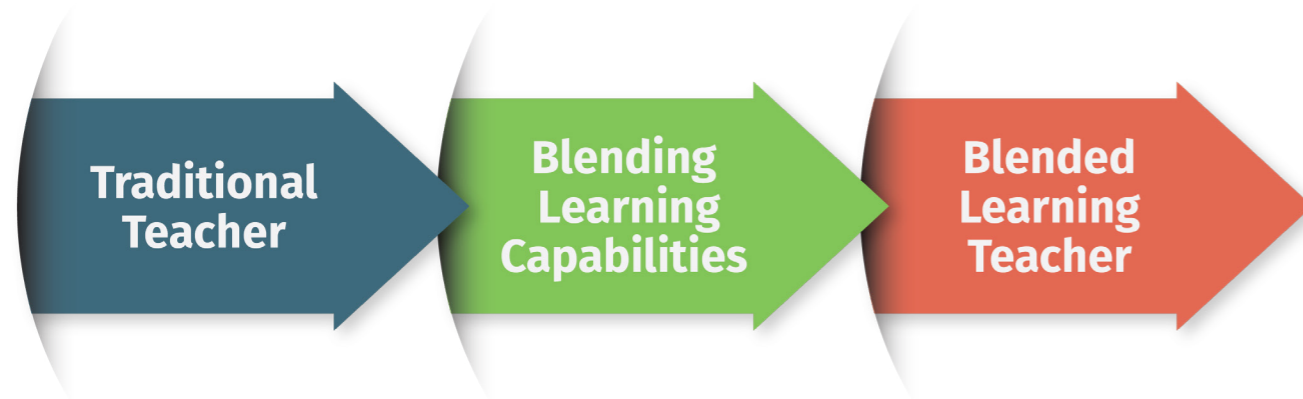 Traditional
Teacher
Blending
Learning
Capabilities
Blended
Learning
Teacher